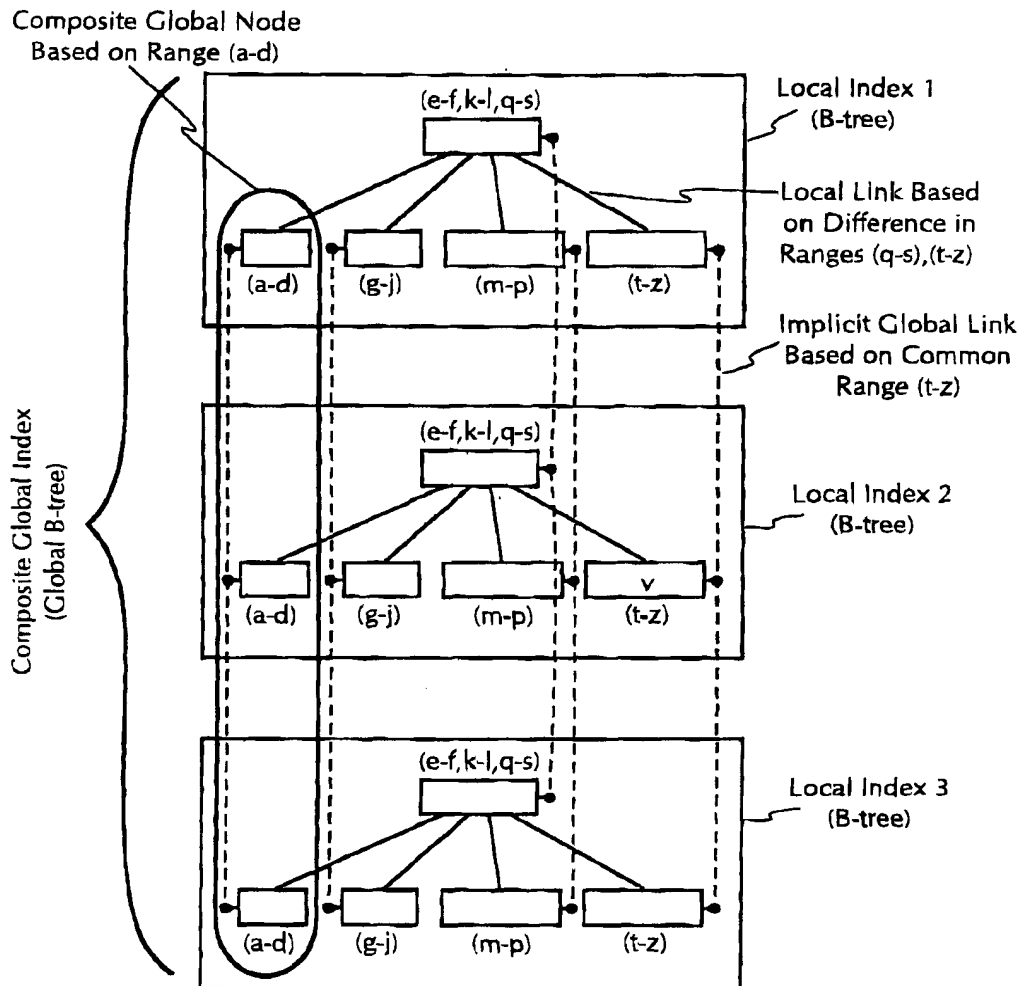 Composite Global Node
Based on Range (a-d)
Composite Global Index
(Global B-tree)
(e-f,k-l,q-s)
(a-d)
(g-j)
(m-p)
(t-z)
Local Index 1
(B-tree)
Local Link Based
on Difference in
Ranges (q-s),(t-z)
Implicit Global Link
Based on Common
Range (t-z)
(e-f,k-l,q-s)
v
(a-d)
(g-j)
(m-p)
(t-z)
Local Index 2
(B-tree)
(e-f,k-l,q-s)
(a-d)
(g-j)
(m-p)
(t-z)
Local Index 3
(B-tree)